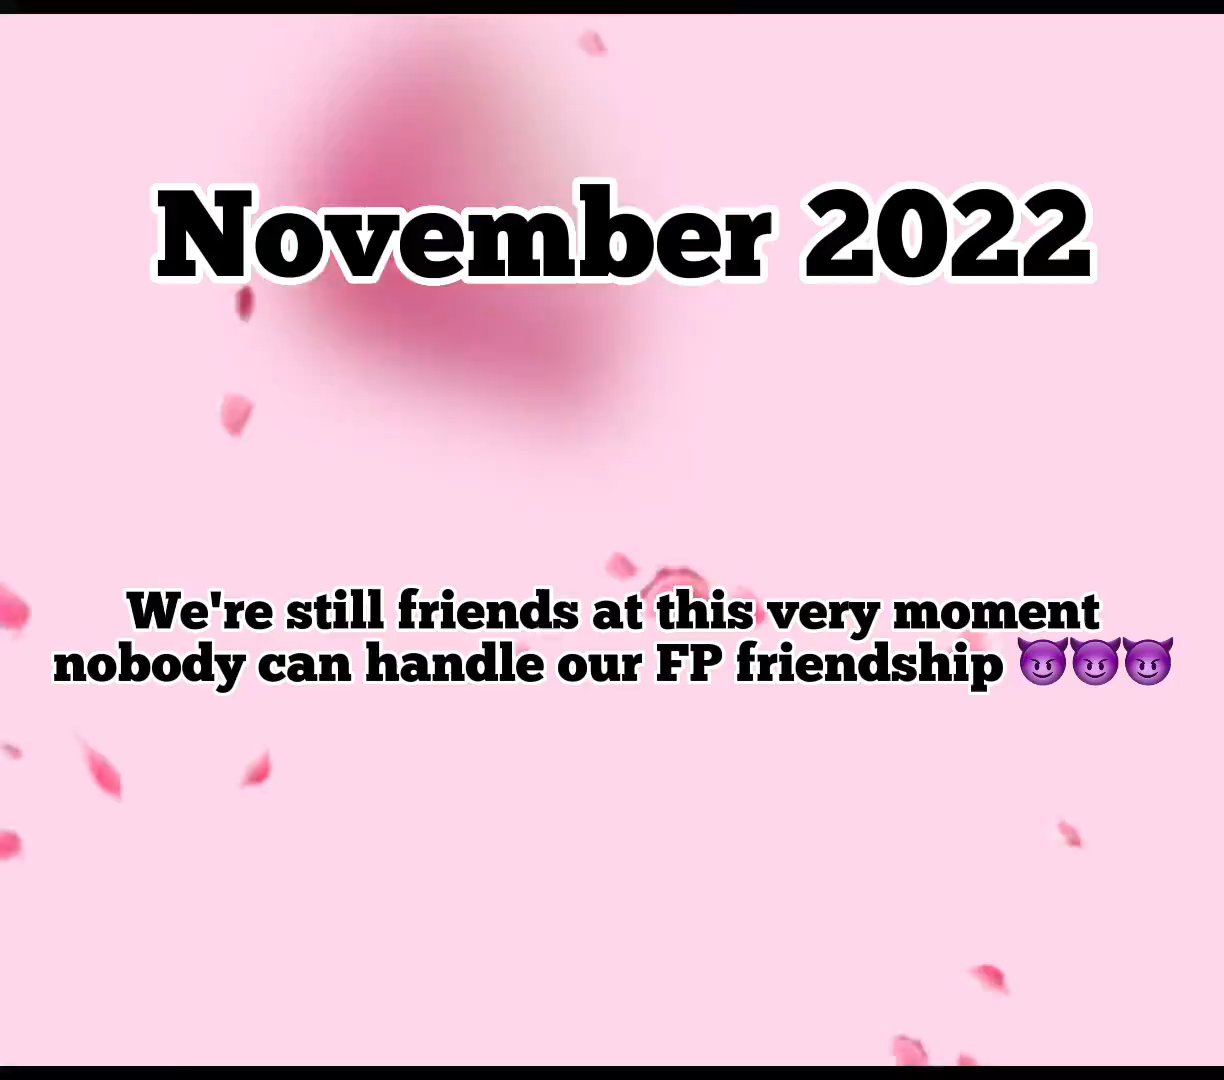 November 2022
We're still friends at this very moment
nobody can handle our FP friendship 😈😈😈